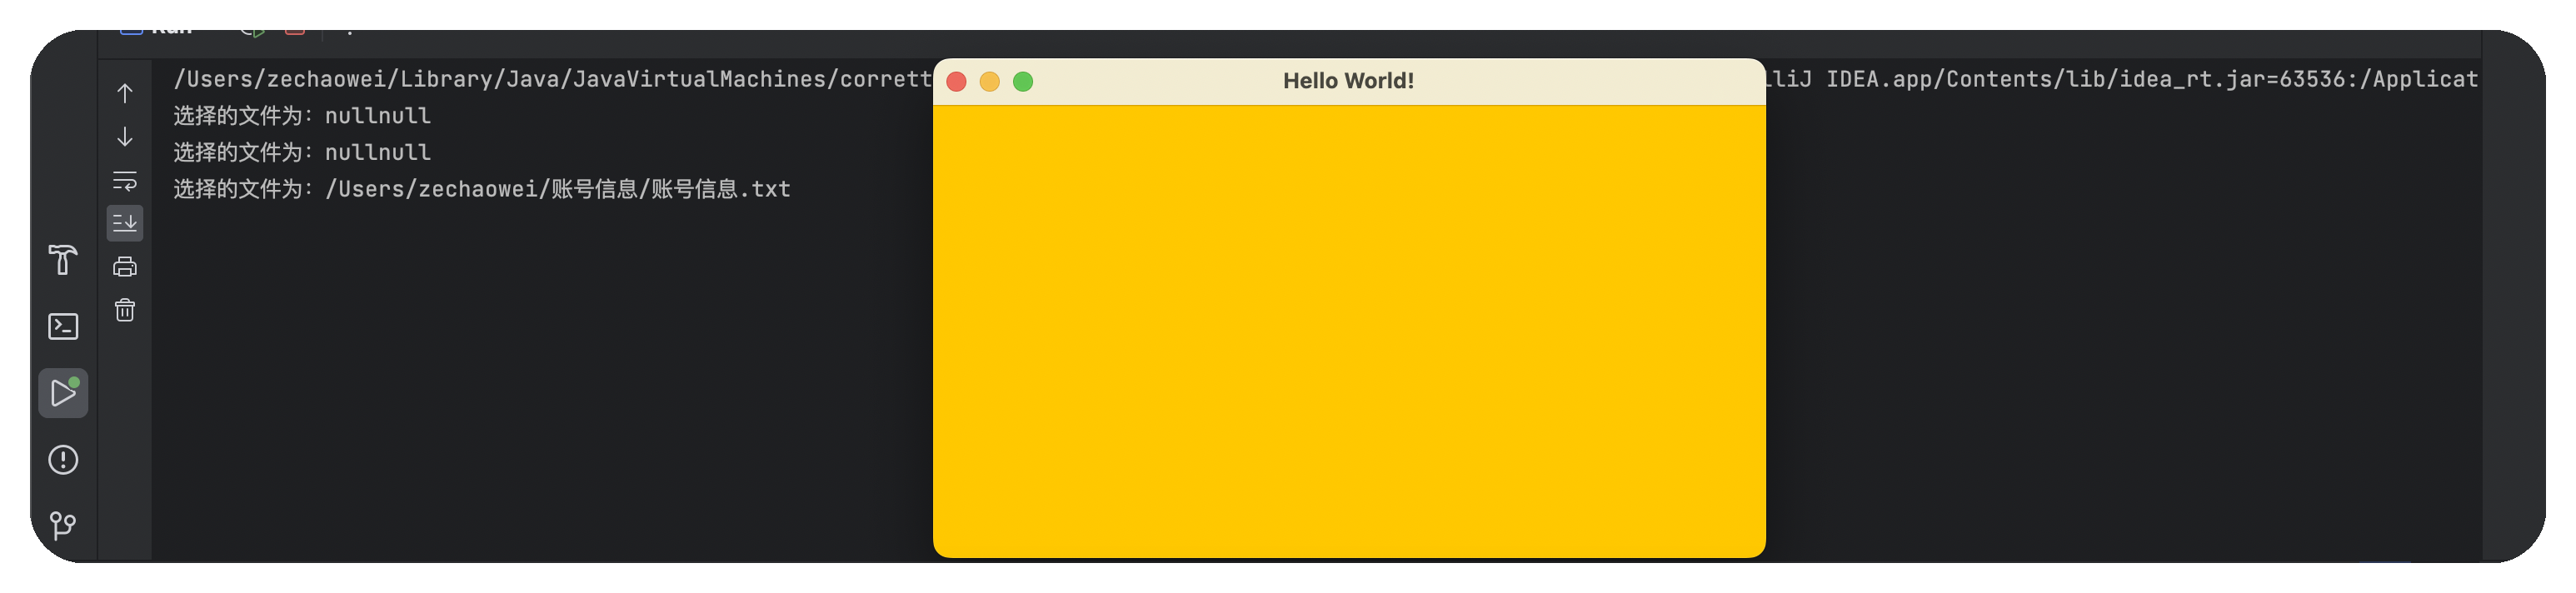 /Users/zechaowei/Library/Java/JavaVirtualMachines/corrett
Hello World!
lliJ IDEA.app/Contents/lib/idea_rt.jar=63536:/Applicat
选择的文件为：nullnull
选择的文件为：nullnull
选择的文件为：/Users/zechaowei/账号信息/账号信息.txt